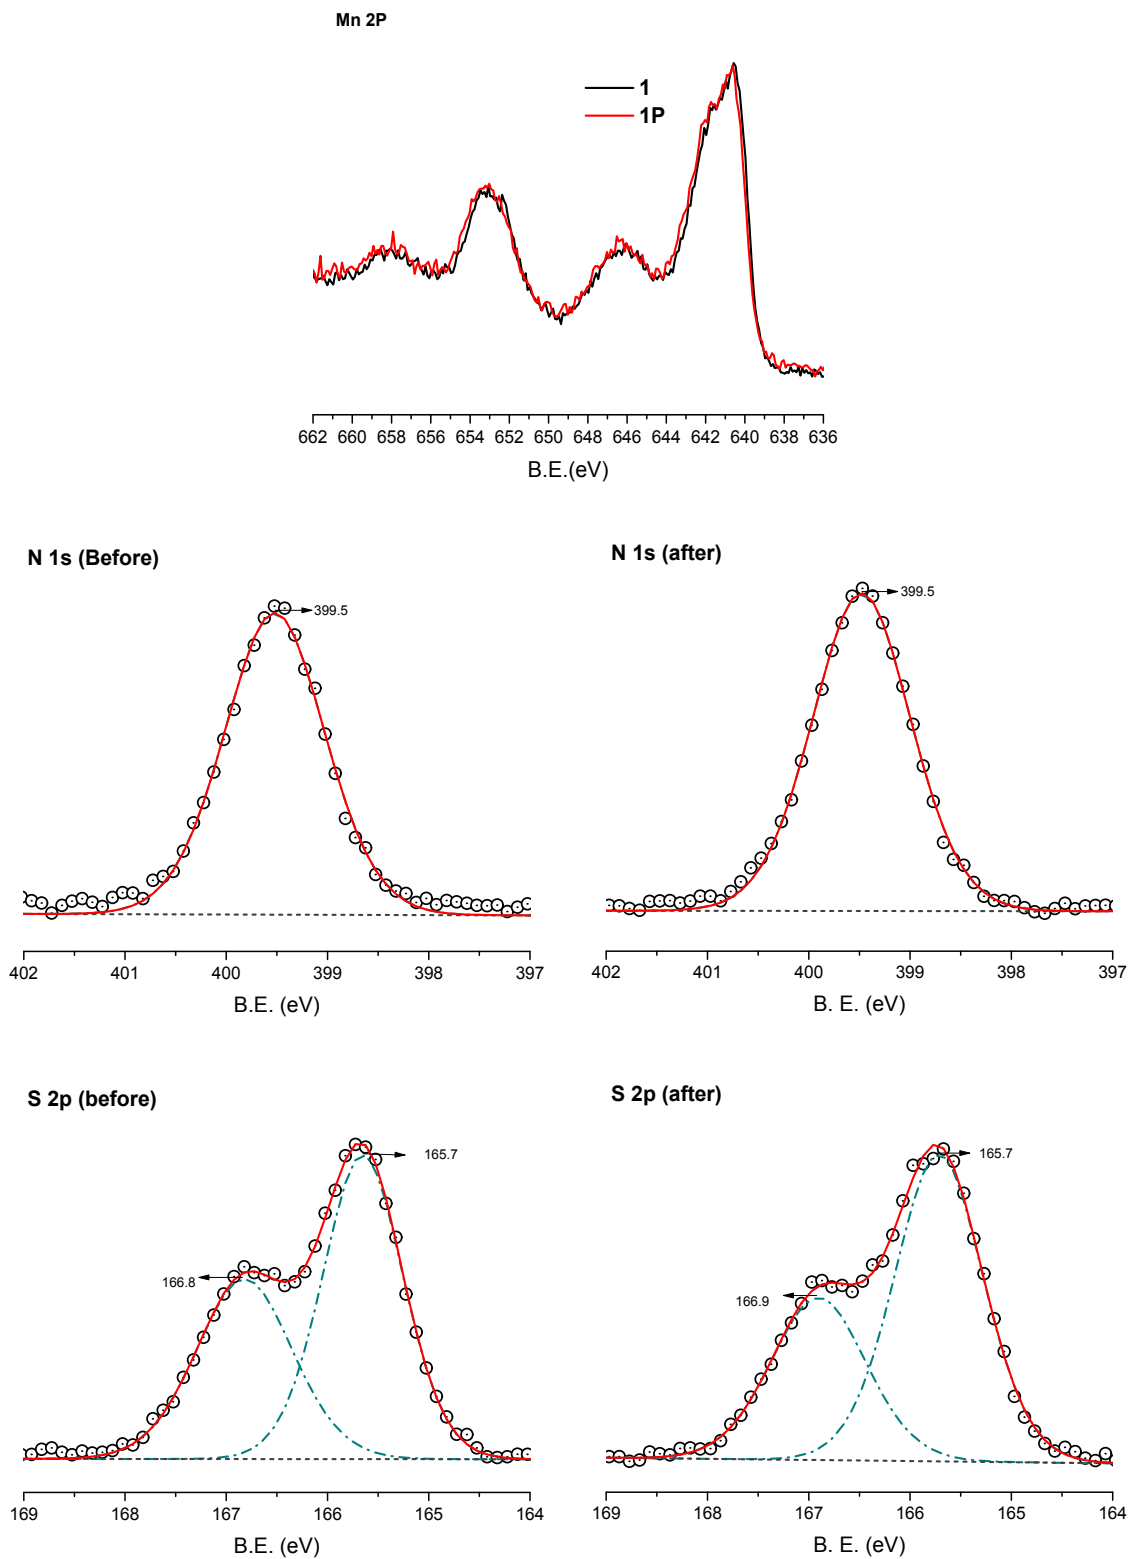 Mn 2P
1
1P
662 660 658 656 654 652 650 648 646 644 642 640 638 636
B.E.(eV)
N 1s (Before)
399.5
402 401 400 399 398 397
B.E. (eV)
N 1s (after)
399.5
402 401 400 399 398 397
B. E. (eV)
S 2p (before)
165.7
166.8
169 168 167 166 165 164
B.E. (eV)
S 2p (after)
165.7
166.9
169 168 167 166 165 164
B. E. (eV)